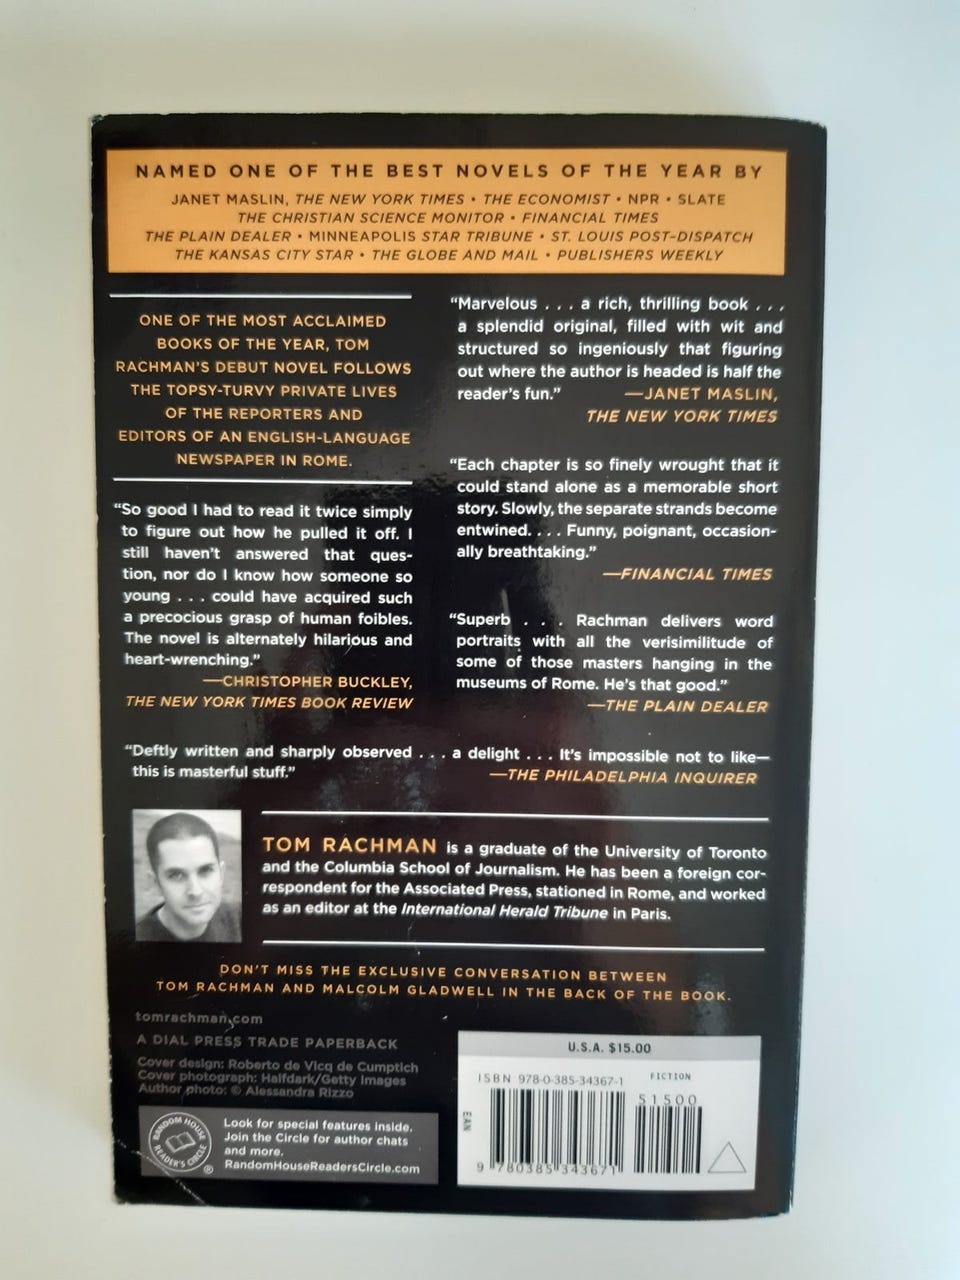 NAMED ONE OF THE BEST NOVELS OF THE YEAR BY
JANET MASLIN, THE NEW YORK TIMES • THE ECONOMIST • NPR • SLATE
THE CHRISTIAN SCIENCE MONITOR • FINANCIAL TIMES
THE PLAIN DEALER • MINNEAPOLIS STAR TRIBUNE • ST. LOUIS POST-DISPATCH
THE KANSAS CITY STAR • THE GLOBE AND MAIL • PUBLISHERS WEEKLY
ONE OF THE MOST ACCLAIMED
BOOKS OF THE YEAR, TOM
RACHMAN'S DEBUT NOVEL FOLLOWS
THE TOPSY-TURVY PRIVATE LIVES
OF THE REPORTERS AND
EDITORS OF AN ENGLISH-LANGUAGE
NEWSPAPER IN ROME.
“So good I had to read it twice simply
to figure out how he pulled it off. I
still haven't answered that ques-
tion, nor do I know how someone so
young . . . could have acquired such
a precocious grasp of human foibles.
The novel is alternately hilarious and
heart-wrenching.”
—CHRISTOPHER BUCKLEY,
THE NEW YORK TIMES BOOK REVIEW
“Marvelous . . . a rich, thrilling book . . .
a splendid original, filled with wit and
structured so ingeniously that figuring
out where the author is headed is half the
reader's fun.” —JANET MASLIN,
THE NEW YORK TIMES
“Each chapter is so finely wrought that it
could stand alone as a memorable short
story. Slowly, the separate strands become
entwined. . . . Funny, poignant, occasion-
ally breathtaking.”
—FINANCIAL TIMES
“Superb . . . Rachman delivers word
portraits with all the verisimilitude of
some of those masters hanging in the
museums of Rome. He's that good.”
—THE PLAIN DEALER
“Deftly written and sharply observed . . . a delight . . . It's impossible not to like—
this is masterful stuff.” —THE PHILADELPHIA INQUIRER
TOM RACHMAN is a graduate of the University of Toronto
and the Columbia School of Journalism. He has been a foreign cor-
respondent for the Associated Press, stationed in Rome, and worked
as an editor at the International Herald Tribune in Paris.
DON'T MISS THE EXCLUSIVE CONVERSATION BETWEEN
TOM RACHMAN AND MALCOLM GLADWELL IN THE BACK OF THE BOOK.
tomrachman.com
A DIAL PRESS TRADE PAPERBACK
Cover design: Roberto de Vicq de Cumptich
Cover photograph: Halfdark/Getty Images
Author photo: © Alessandra Rizzo
RANDOM HOUSE
READER'S CIRCLE
®
Look for special features inside.
Join the Circle for author chats
and more.
RandomHouseReadersCircle.com
U.S.A. $15.00
ISBN 978-0-385-34367-1 FICTION
51500
EAN
9 780385 343671